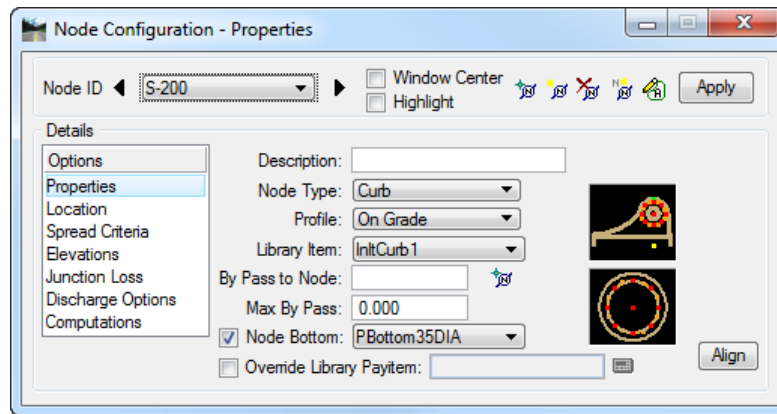 Node Configuration - Properties
Node ID S-200 Window Center Apply
Highlight
Details
Options
Properties
Location
Spread Criteria
Elevations
Junction Loss
Discharge Options
Computations
Description:
Node Type: Curb
Profile: On Grade
Library Item: InltCurb1
By Pass to Node:
Max By Pass: 0.000
Node Bottom: PBottom35DIA
Override Library Payitem:
Align